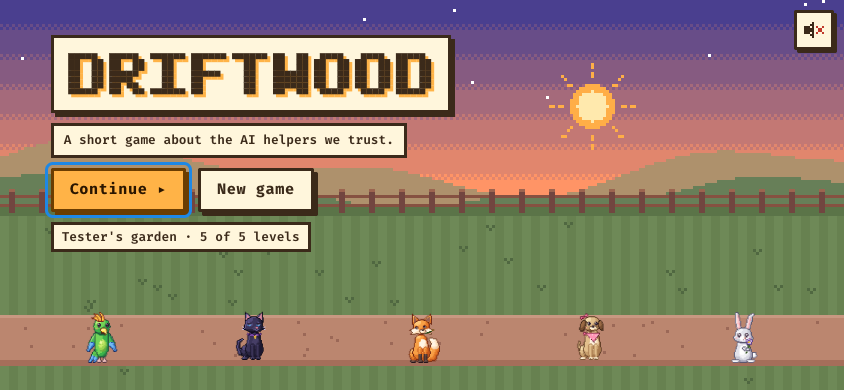 DRIFTWOOD
A short game about the AI helpers we trust.
Continue ▸
New game
Tester's garden · 5 of 5 levels